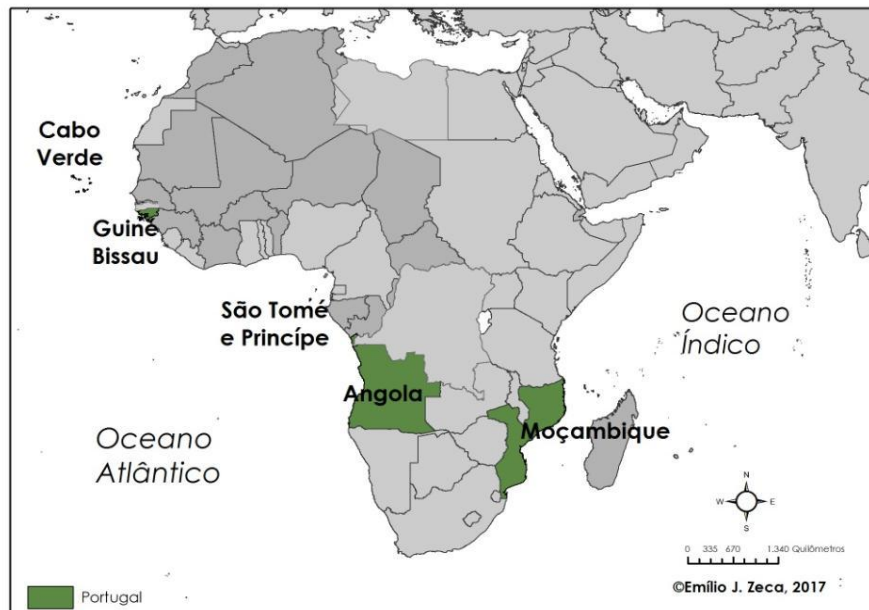 Cabo
Verde
Guiné
Bissau
São Tomé
e Princípe
Angola
Moçambique
Oceano
Índico
Oceano
Atlântico
N
W
E
S
0 335 670 1.340 Quilômetros
©Emílio J. Zeca, 2017
Portugal